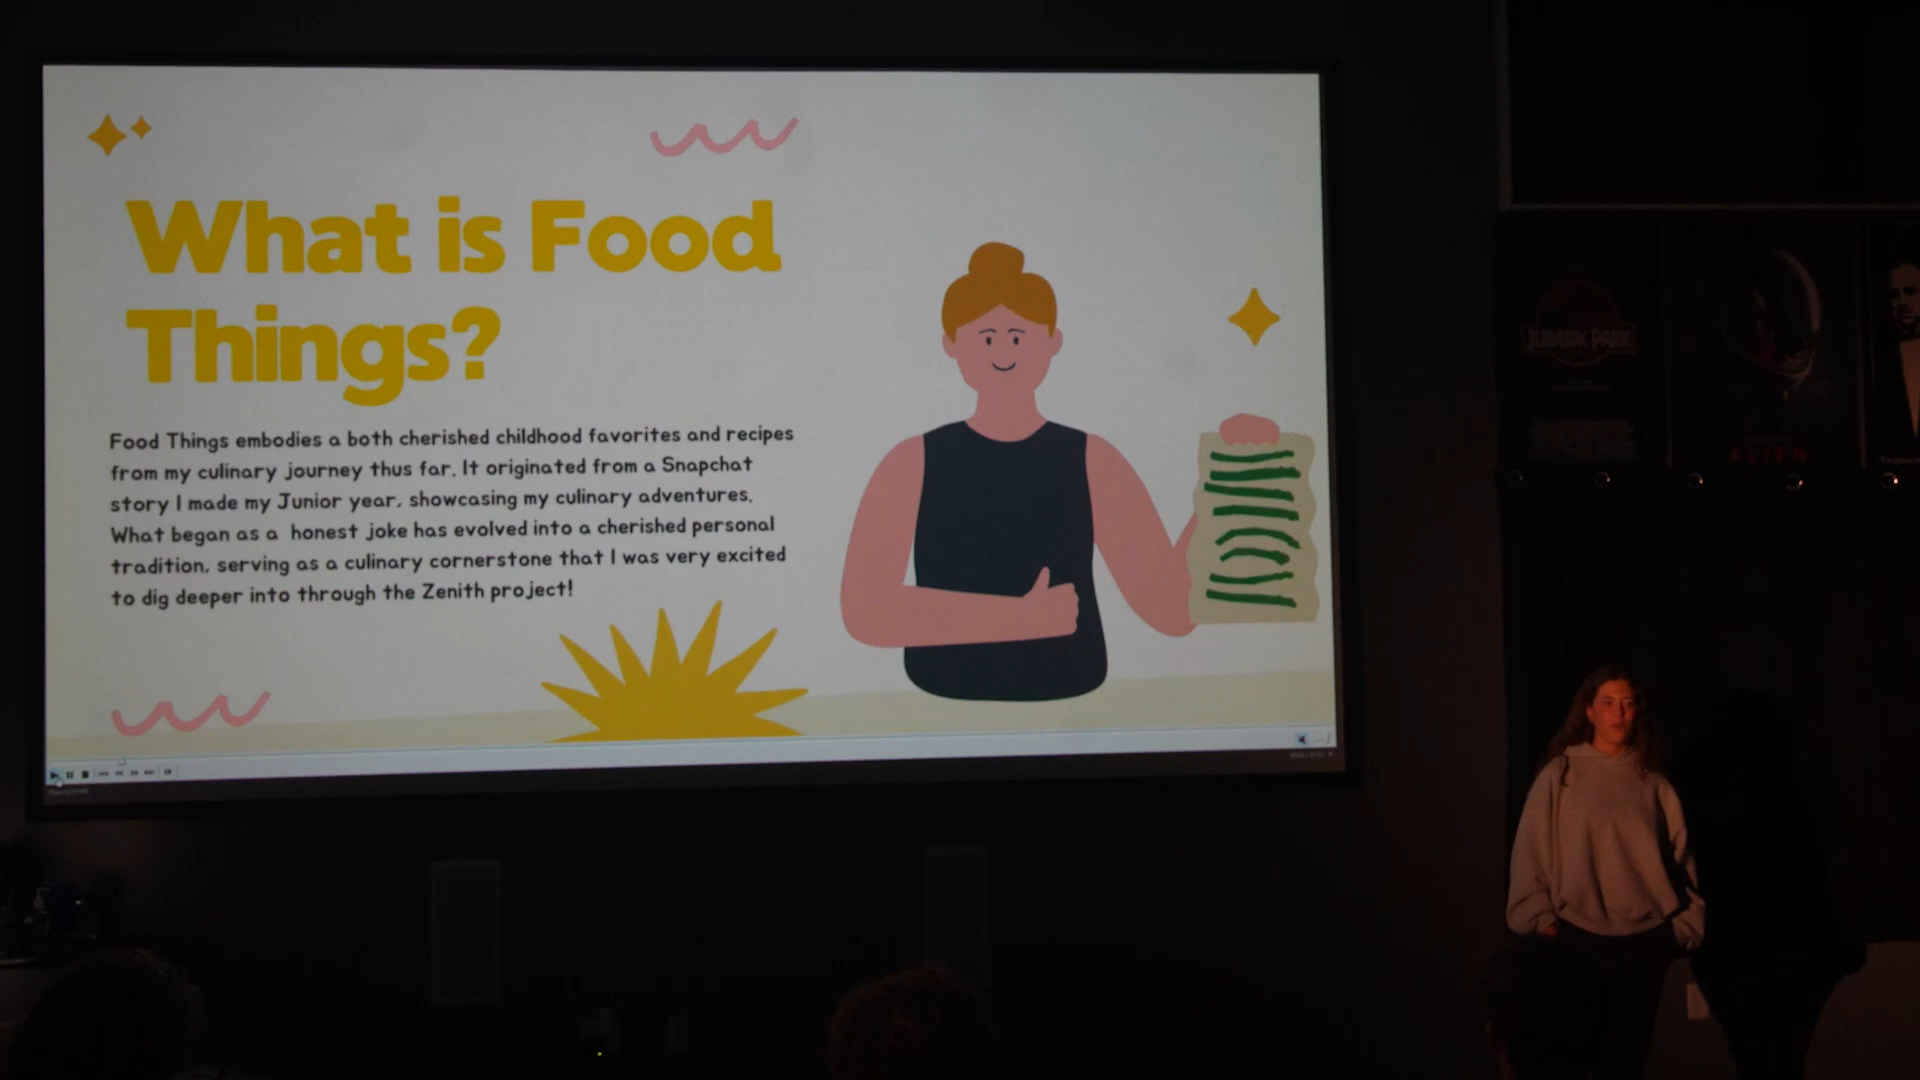 What is Food
Things?
Food Things embodies a both cherished childhood favorites and recipes
from my culinary journey thus far. It originated from a Snapchat
story I made my Junior year, showcasing my culinary adventures.
What began as a honest joke has evolved into a cherished personal
tradition, serving as a culinary cornerstone that I was very excited
to dig deeper into through the Zenith project!
JURASSIC PARK
ALIEN